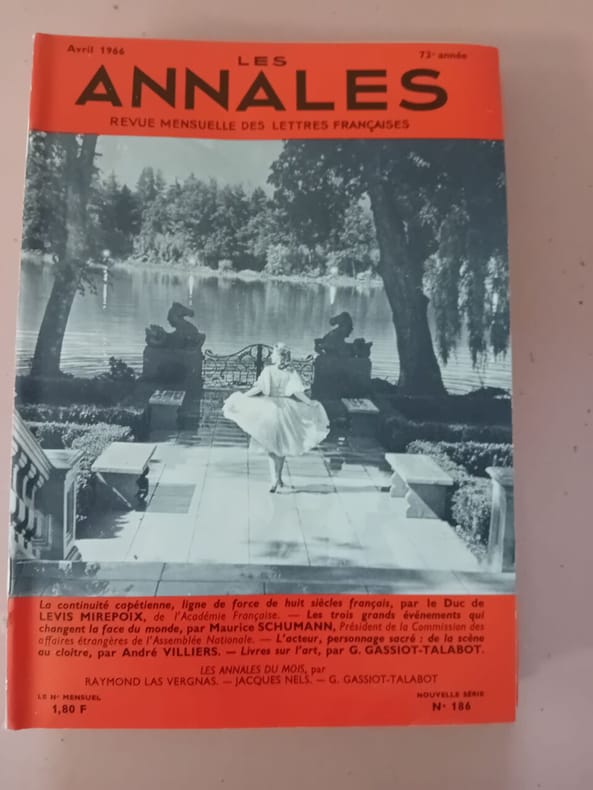 Avril 1966
73e année
LES
ANNALES
REVUE MENSUELLE DES LETTRES FRANÇAISES
La continuité capétienne, ligne de force de huit siècles français, par le Duc de
LEVIS MIREPOIX, de l'Académie Française. — Les trois grands événements qui
changent la face du monde, par Maurice SCHUMANN, Président de la Commission des
affaires étrangères de l'Assemblée Nationale. — L'acteur, personnage sacré : de la scène
au cloître, par André VILLIERS. — Livres sur l'art, par G. GASSIOT-TALABOT.
LES ANNALES DU MOIS, par
RAYMOND LAS VERGNAS. — JACQUES NELS. — G. GASSIOT-TALABOT
LE No MENSUEL
1,80 F
NOUVELLE SÉRIE
No 186